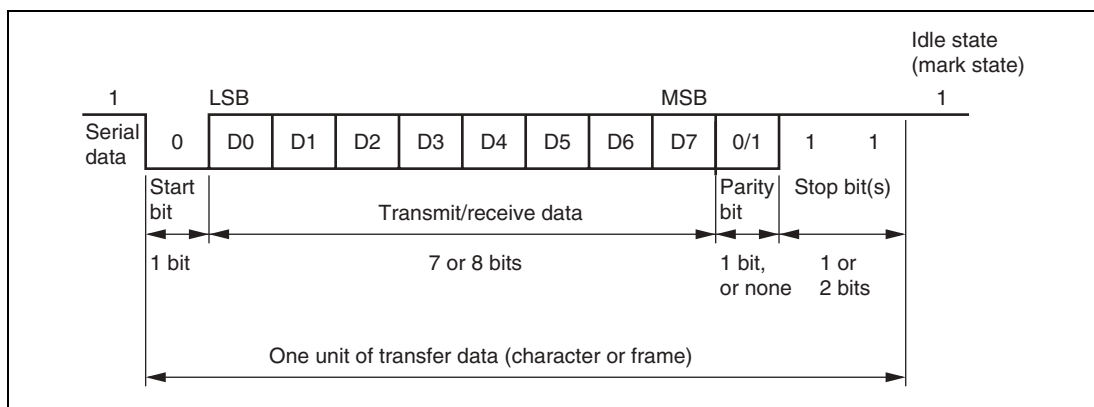 Idle state
(mark state)
1 LSB MSB 1
Serial
data
0 D0 D1 D2 D3 D4 D5 D6 D7 0/1 1 1
Start
bit
Transmit/receive data
Parity
bit
Stop bit(s)
1 bit
7 or 8 bits
1 bit,
or none
1 or
2 bits
One unit of transfer data (character or frame)